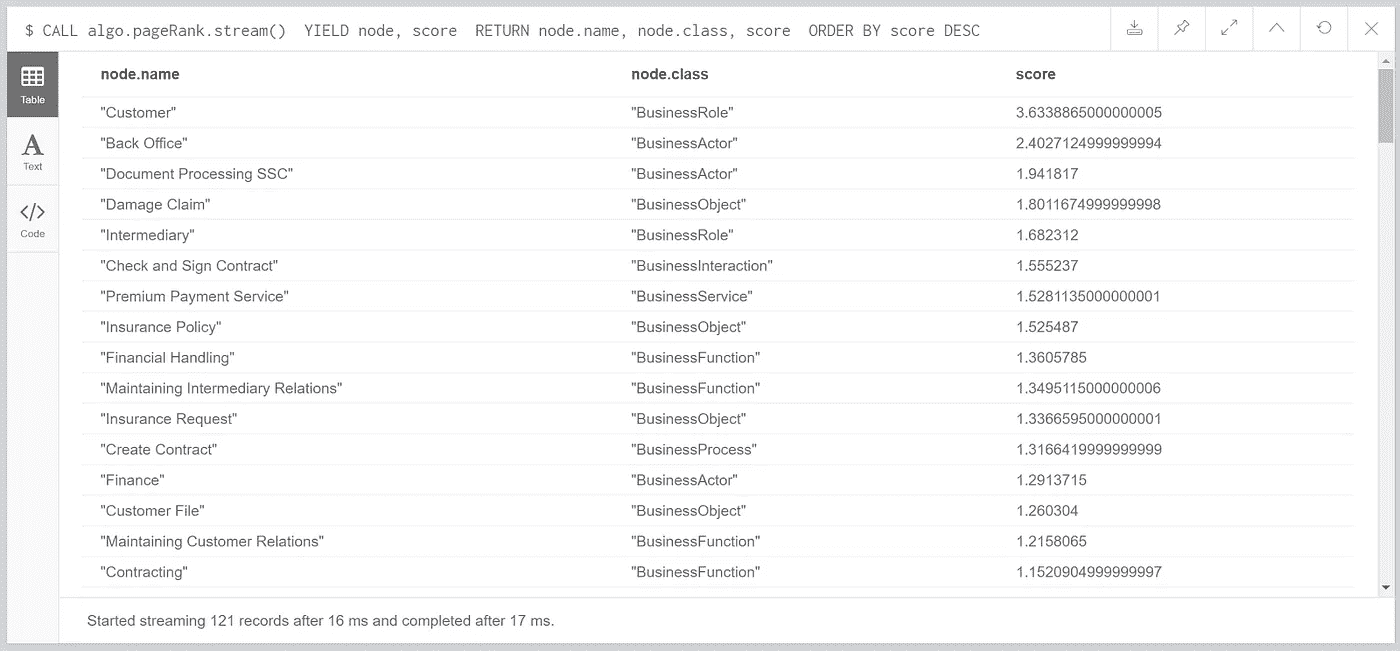 $ CALL algo.pageRank.stream() YIELD node, score RETURN node.name, node.class, score ORDER BY score DESC
Table
Text
Code
node.name node.class score
"Customer" "BusinessRole" 3.6338865000000005
"Back Office" "BusinessActor" 2.4027124999999994
"Document Processing SSC" "BusinessActor" 1.941817
"Damage Claim" "BusinessObject" 1.8011674999999998
"Intermediary" "BusinessRole" 1.682312
"Check and Sign Contract" "BusinessInteraction" 1.555237
"Premium Payment Service" "BusinessService" 1.5281135000000001
"Insurance Policy" "BusinessObject" 1.525487
"Financial Handling" "BusinessFunction" 1.3605785
"Maintaining Intermediary Relations" "BusinessFunction" 1.3495115000000006
"Insurance Request" "BusinessObject" 1.3366595000000001
"Create Contract" "BusinessProcess" 1.3166419999999999
"Finance" "BusinessActor" 1.2913715
"Customer File" "BusinessObject" 1.260304
"Maintaining Customer Relations" "BusinessFunction" 1.2158065
"Contracting" "BusinessFunction" 1.1520904999999997
Started streaming 121 records after 16 ms and completed after 17 ms.